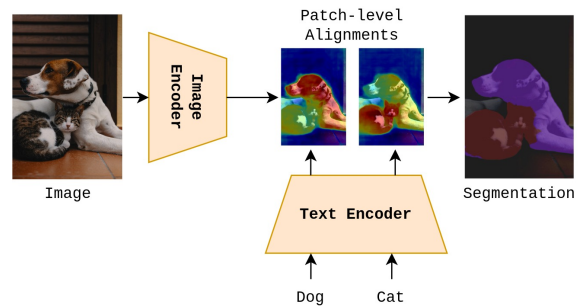 Patch-level
Alignments
Image
Encoder
Image
Segmentation
Text Encoder
Dog
Cat